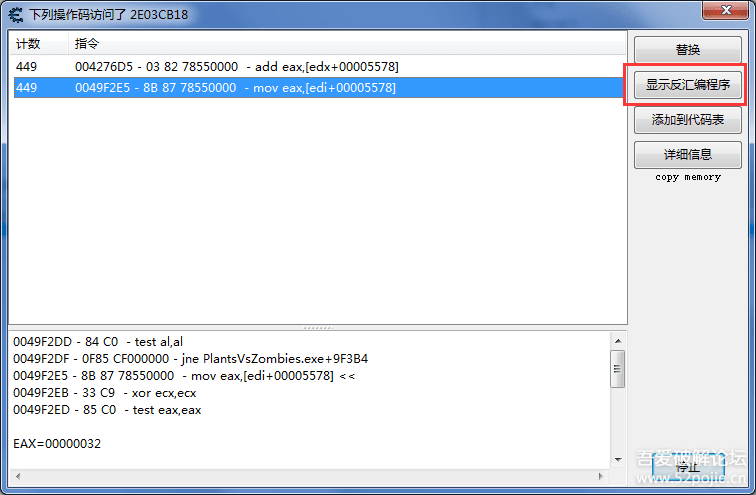 下列操作码访问了 2E03CB18
计数 指令
449 004276D5 - 03 82 78550000 - add eax,[edx+00005578]
449 0049F2E5 - 8B 87 78550000 - mov eax,[edi+00005578]
替换
显示反汇编程序
添加到代码表
详细信息
copy memory
0049F2DD - 84 C0 - test al,al
0049F2DF - 0F85 CF000000 - jne PlantsVsZombies.exe+9F3B4
0049F2E5 - 8B 87 78550000 - mov eax,[edi+00005578] <<
0049F2EB - 33 C9 - xor ecx,ecx
0049F2ED - 85 C0 - test eax,eax
EAX=00000032
吾爱破解论坛
停止
www.52pojie.cn